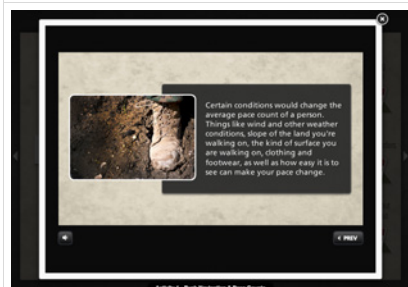 Certain conditions would change the
average pace count of a person.
Things like wind and other weather
conditions, slope of the land you're
walking on, the kind of surface you
are walking on, clothing and
footwear, as well as how easy it is to
see can make your pace change.
PREV